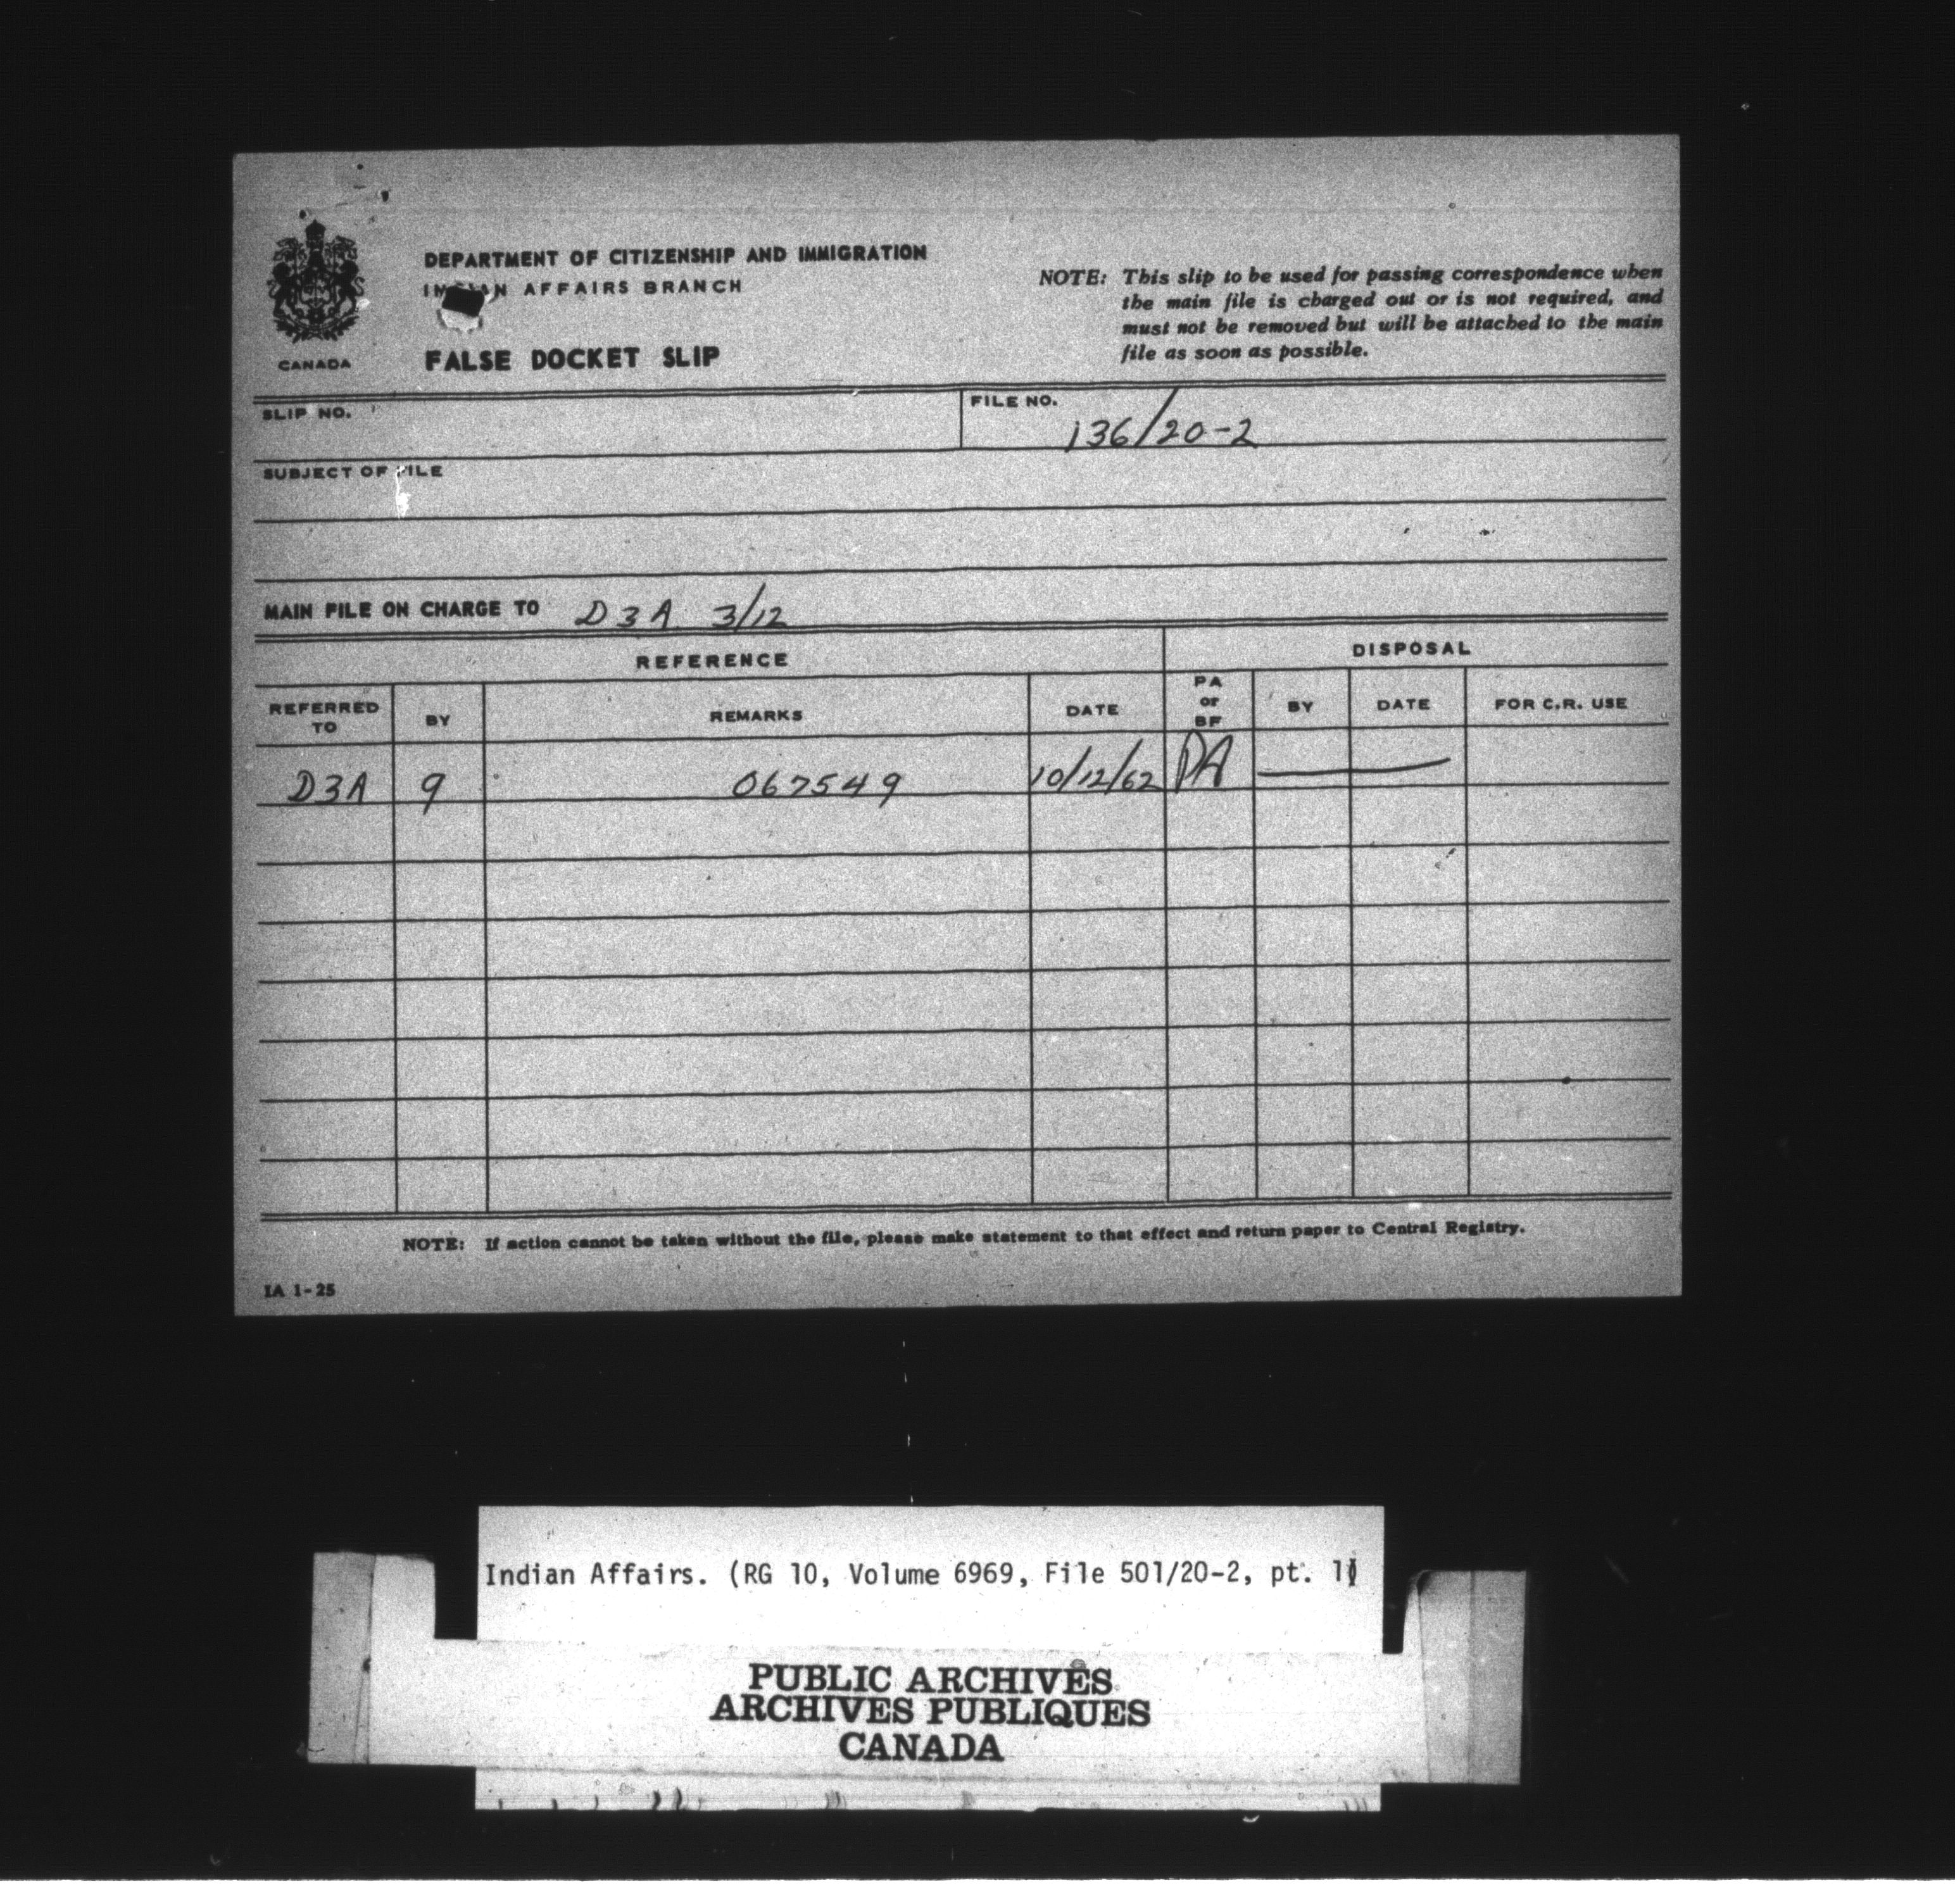 DEPARTMENT OF CITIZENSHIP AND IMMIGRATION
INDIAN AFFAIRS BRANCH
FALSE DOCKET SLIP
CANADA
NOTE: This slip to be used for passing correspondence when
the main file is charged out or is not required, and
must not be removed but will be attached to the main
file as soon as possible.
SLIP NO.
FILE NO.
136/20-2
SUBJECT OF FILE
MAIN FILE ON CHARGE TO D3A 3/12
REFERENCE
DISPOSAL
REFERRED TO BY REMARKS DATE PA or BF BY DATE FOR C.R. USE
D3A 9 067549 10/12/62 PA
NOTE: If action cannot be taken without the file, please make statement to that effect and return paper to Central Registry.
IA 1-25
Indian Affairs. (RG 10, Volume 6969, File 501/20-2, pt. 1)
PUBLIC ARCHIVES
ARCHIVES PUBLIQUES
CANADA